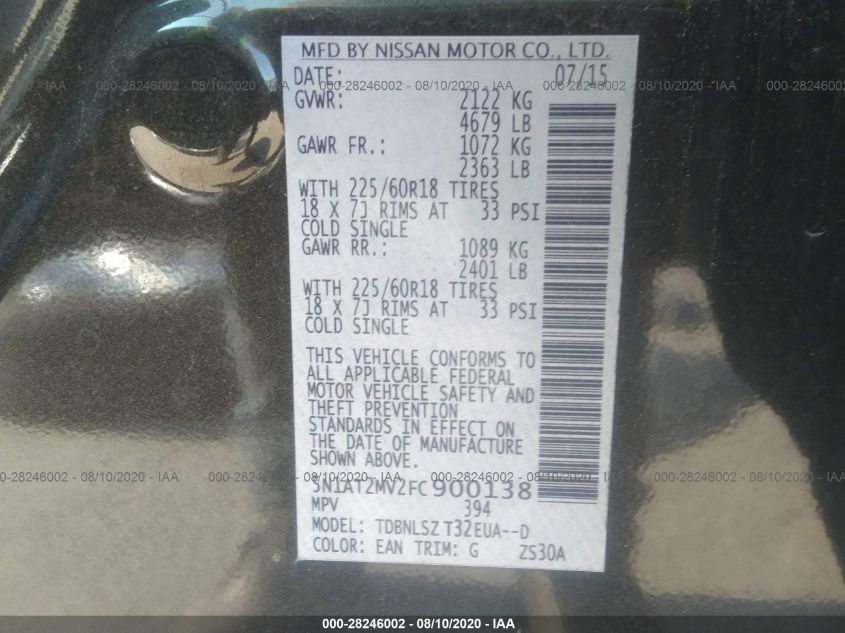 MFD BY NISSAN MOTOR CO., LTD.
DATE: 07/15
GVWR: 2122 KG
4679 LB
GAWR FR.: 1072 KG
2363 LB
WITH 225/60R18 TIRES
18 X 7J RIMS AT 33 PSI
COLD SINGLE
GAWR RR.: 1089 KG
2401 LB
WITH 225/60R18 TIRES
18 X 7J RIMS AT 33 PSI
COLD SINGLE
THIS VEHICLE CONFORMS TO
ALL APPLICABLE FEDERAL
MOTOR VEHICLE SAFETY AND
THEFT PREVENTION
STANDARDS IN EFFECT ON
THE DATE OF MANUFACTURE
SHOWN ABOVE.
5N1AT2MV2FC900138
MPV 394
MODEL: TDBNLSZ T32EUA--D
COLOR: EAN TRIM: G ZS30A
000-28246002 - 08/10/2020 - IAA